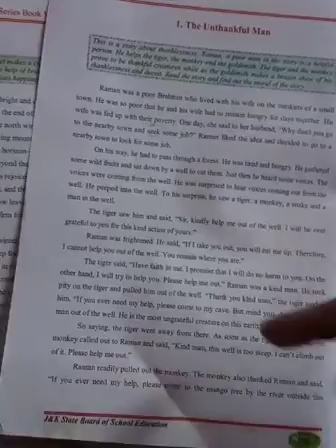 Series Book
1. The Unthankful Man
This is a story about thanklessness. Raman, a poor man in the story is a helpful
person. He helps the tiger, the monkey and the goldsmith. The tiger and the monkey
prove to be thankful creatures while as the goldsmith makes a
thanklessness and deceit. Read the story and find out the moral of the story.
Raman was a poor Brahman who lived with his wife on the outskirts of a small
town. He was so poor that he and his wife had to remain hungry for days together. His
wife was fed up with their poverty. One day, she said to her husband, "Why don't you go
to the nearby town and seek some job?" Raman liked the idea and decided to go to a
nearby town to look for some job.
On his way, he had to pass through a forest. He was tired and hungry. He gathered
some wild fruits and sat down by a wall to eat them. Just then he heard some voices. The
voices were coming from the well. He was surprised to hear voices coming out from the
well. He peeped into the well. To his surprise, he saw a tiger, a monkey, a snake and a
man in the well.
The tiger saw him and said, "Sir, kindly help me out of the well. I will be ever
grateful to you for this kind action of yours."
Raman was frightened. He said, "If I take you out, you will eat me up. Therefore,
I cannot help you out of the well. You remain where you are."
The tiger said, "Have faith in me. I promise that I will do no harm to you. On the
other hand, I will try to help you. Please help me out." Raman was a kind man. He took
pity on the tiger and pulled him out of the well. "Thank you kind man," the tiger told
him, "If you ever need my help, please come to my cave. But mind you,
man out of the well. He is the most ungrateful creature on this earth
So saying, the tiger went away from there. As soon as the
monkey called out to Raman and said, "Kind man, this well is too steep. I can't climb out
of it. Please help me out."
Raman readily pulled out the monkey. The monkey also thanked Raman and said,
"If you ever need my help, please come to the mango tree by the river outside this
J&K State Board of School Education